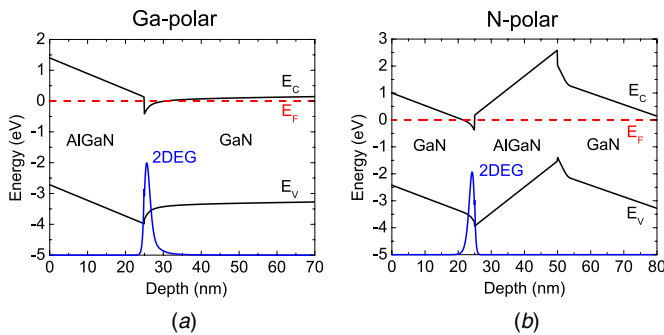 Ga-polar
N-polar
2
1
0
-1
-2
-3
-4
-5
Energy (eV)
E_C
E_F
AlGaN
GaN
2DEG
E_V
0 10 20 30 40 50 60 70
Depth (nm)
(a)
3
2
1
0
-1
-2
-3
-4
-5
Energy (eV)
E_C
E_F
GaN
AlGaN
GaN
2DEG
E_V
0 10 20 30 40 50 60 70 80
Depth (nm)
(b)